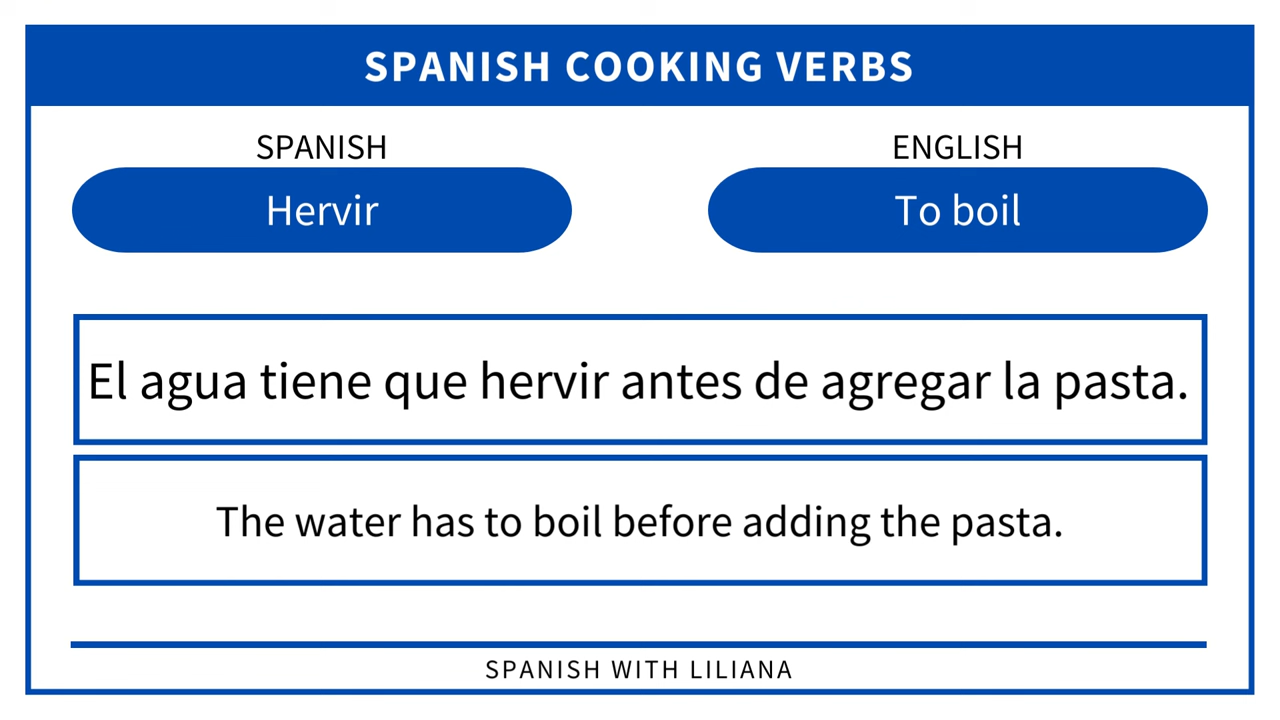 SPANISH COOKING VERBS
SPANISH
ENGLISH
Hervir
To boil
El agua tiene que hervir antes de agregar la pasta.
The water has to boil before adding the pasta.
SPANISH WITH LILIANA